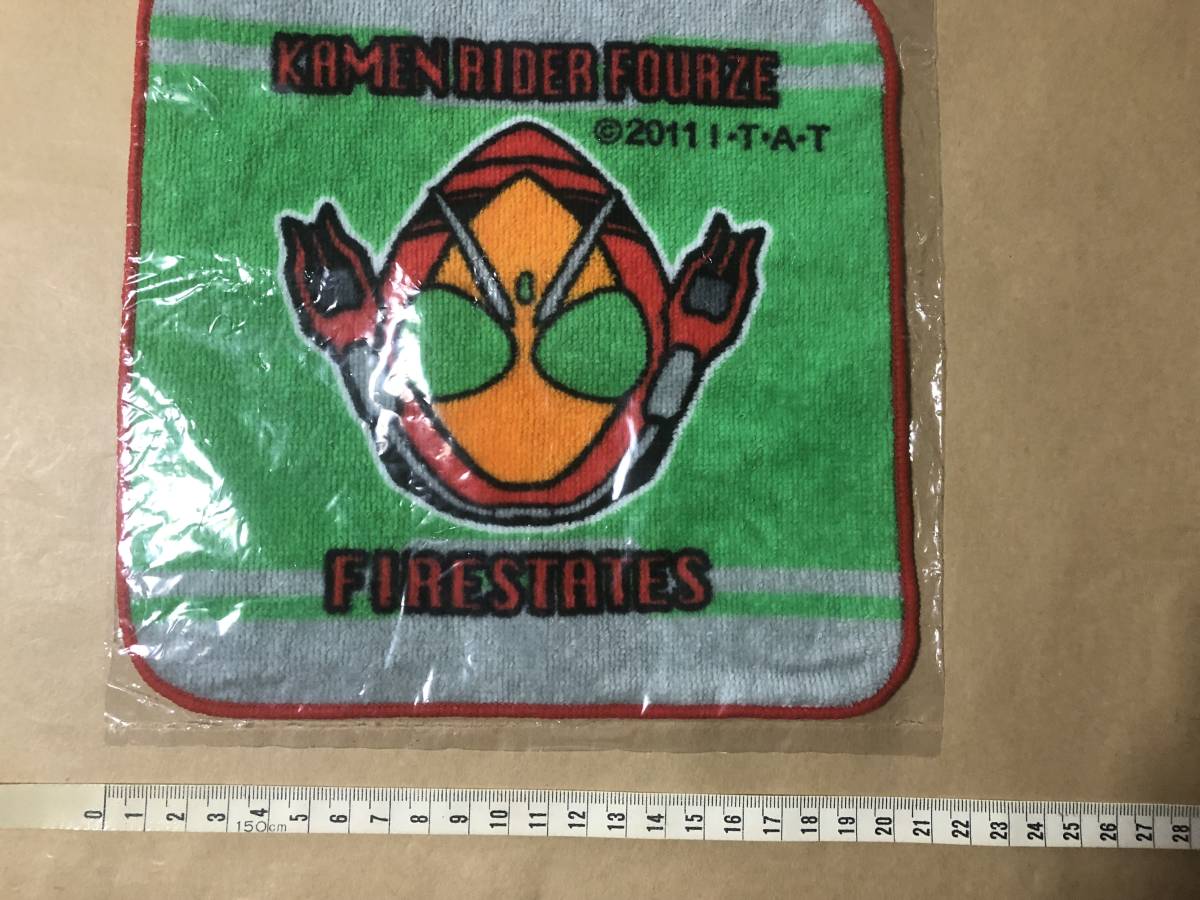 KAMEN RIDER FOURZE
©2011 I・T・A・T
FIRESTATES
0 1 2 3 4 5 6 7 8 9 10 11 12 13 14 15 16 17 18 19 20 21 22 23 24 25 26 27 28
150cm